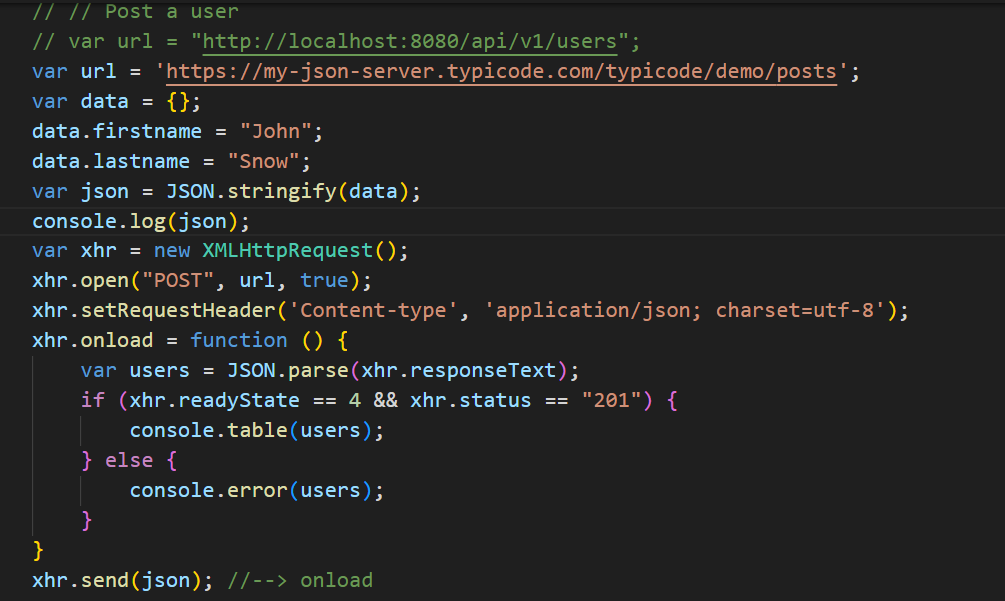 // // Post a user
// var url = "http://localhost:8080/api/v1/users";
var url = 'https://my-json-server.typicode.com/typicode/demo/posts';
var data = {};
data.firstname = "John";
data.lastname = "Snow";
var json = JSON.stringify(data);
console.log(json);
var xhr = new XMLHttpRequest();
xhr.open("POST", url, true);
xhr.setRequestHeader('Content-type', 'application/json; charset=utf-8');
xhr.onload = function () {
    var users = JSON.parse(xhr.responseText);
    if (xhr.readyState == 4 && xhr.status == "201") {
        console.table(users);
    } else {
        console.error(users);
    }
}
xhr.send(json); //--> onload